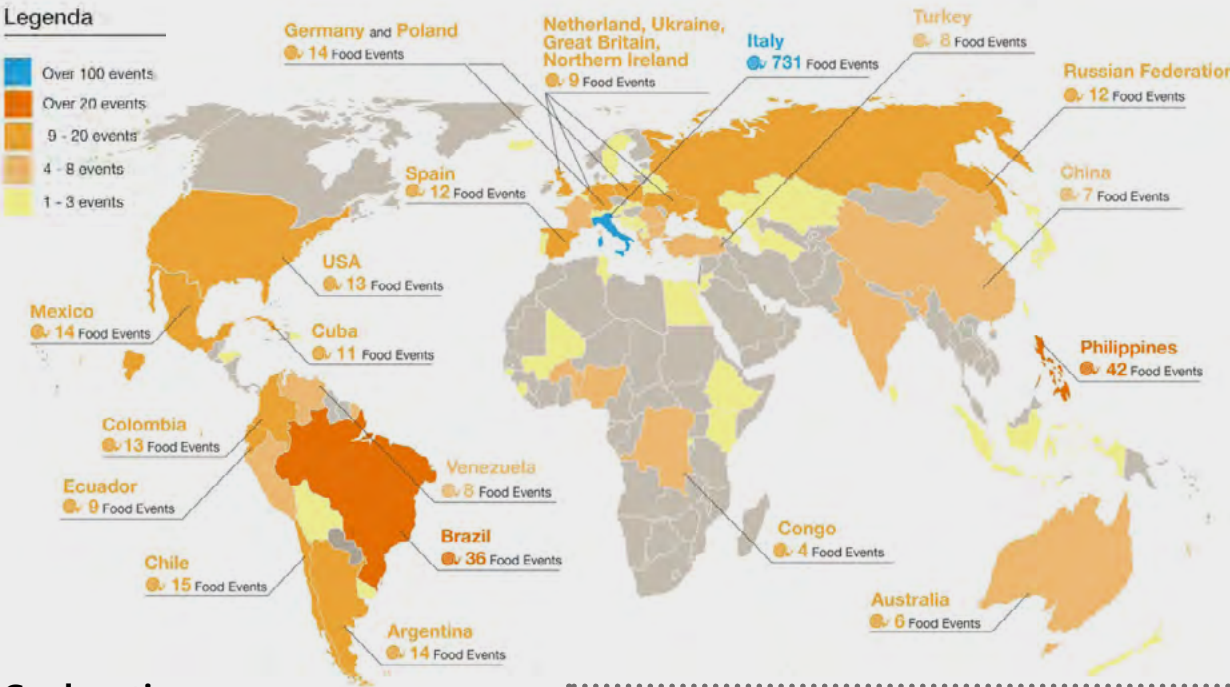 Legenda
Over 100 events
Over 20 events
9 - 20 events
4 - 8 events
1 - 3 events
Germany and Poland
14 Food Events
Netherland, Ukraine,
Great Britain,
Northern Ireland
9 Food Events
Italy
731 Food Events
Turkey
8 Food Events
Russian Federation
12 Food Events
China
7 Food Events
Spain
12 Food Events
USA
13 Food Events
Mexico
14 Food Events
Cuba
11 Food Events
Philippines
42 Food Events
Colombia
13 Food Events
Venezuela
8 Food Events
Ecuador
9 Food Events
Brazil
36 Food Events
Congo
4 Food Events
Chile
15 Food Events
Australia
6 Food Events
Argentina
14 Food Events